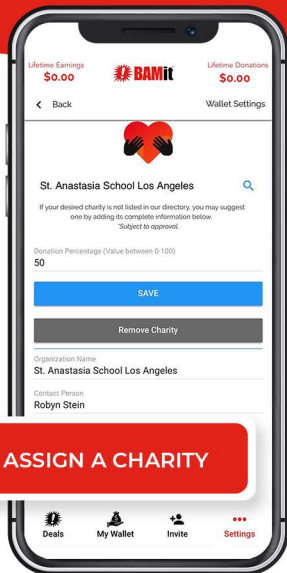 Lifetime Earnings
$0.00
BAMit
Lifetime Donations
$0.00
Back
Wallet Settings
St. Anastasia School Los Angeles
If your desired charity is not listed in our directory, you may suggest
one by adding its complete information below.
*Subject to approval.
Donation Percentage (Value between 0-100)
50
SAVE
Remove Charity
Organization Name
St. Anastasia School Los Angeles
Contact Person
Robyn Stein
ASSIGN A CHARITY
Deals
My Wallet
Invite
Settings